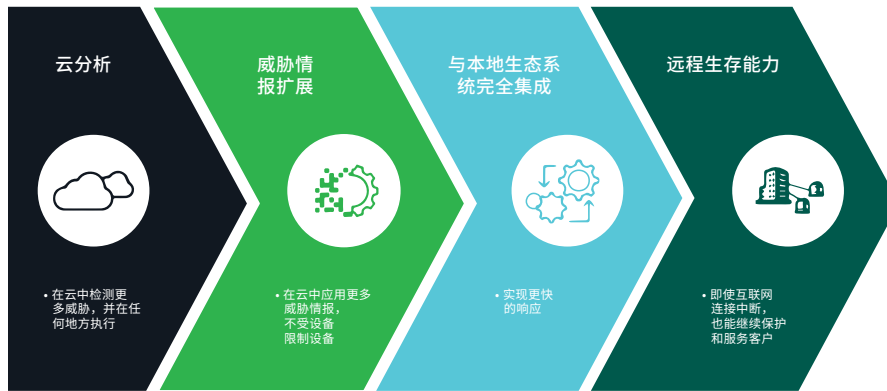 云分析
• 在云中检测更
多威胁，并在任
何地方执行
威胁情
报扩展
• 在云中应用更多
威胁情报，
不受设备
限制设备
与本地生态系
统完全集成
• 实现更快
的响应
远程生存能力
• 即使互联网
连接中断，
也能继续保护
和服务客户